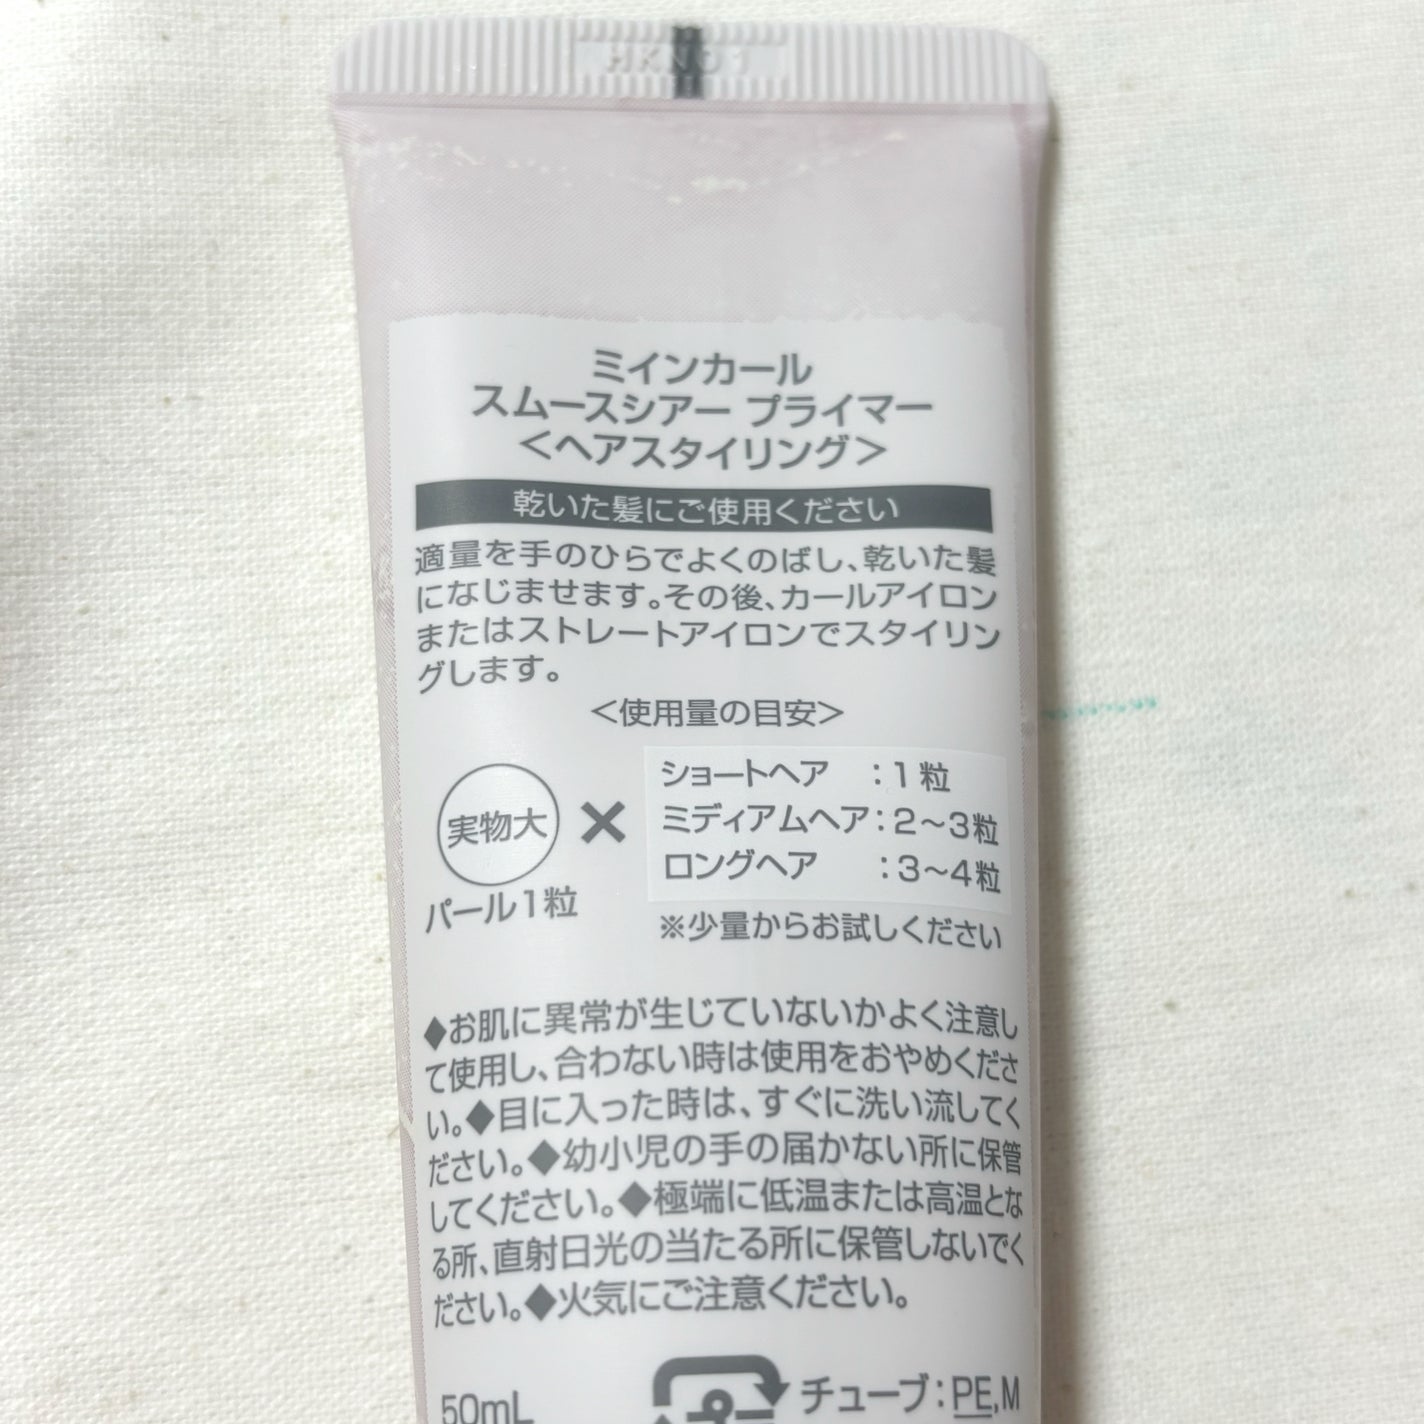 HKN01
ミインカール
スムースシアー プライマー
<ヘアスタイリング>
乾いた髪にご使用ください
適量を手のひらでよくのばし、乾いた髪
になじませます。その後、カールアイロン
またはストレートアイロンでスタイリン
グします。
<使用量の目安>
実物大
×
パール1粒
ショートヘア :1粒
ミディアムヘア:2〜3粒
ロングヘア :3〜4粒
※少量からお試しください
◆お肌に異常が生じていないかよく注意し
て使用し、合わない時は使用をおやめくださ
い。◆目に入った時は、すぐに洗い流してく
ださい。◆幼小児の手の届かない所に保管
してください。◆極端に低温または高温とな
る所、直射日光の当たる所に保管しないでく
ださい。◆火気にご注意ください。
50mL
チューブ:PE,M